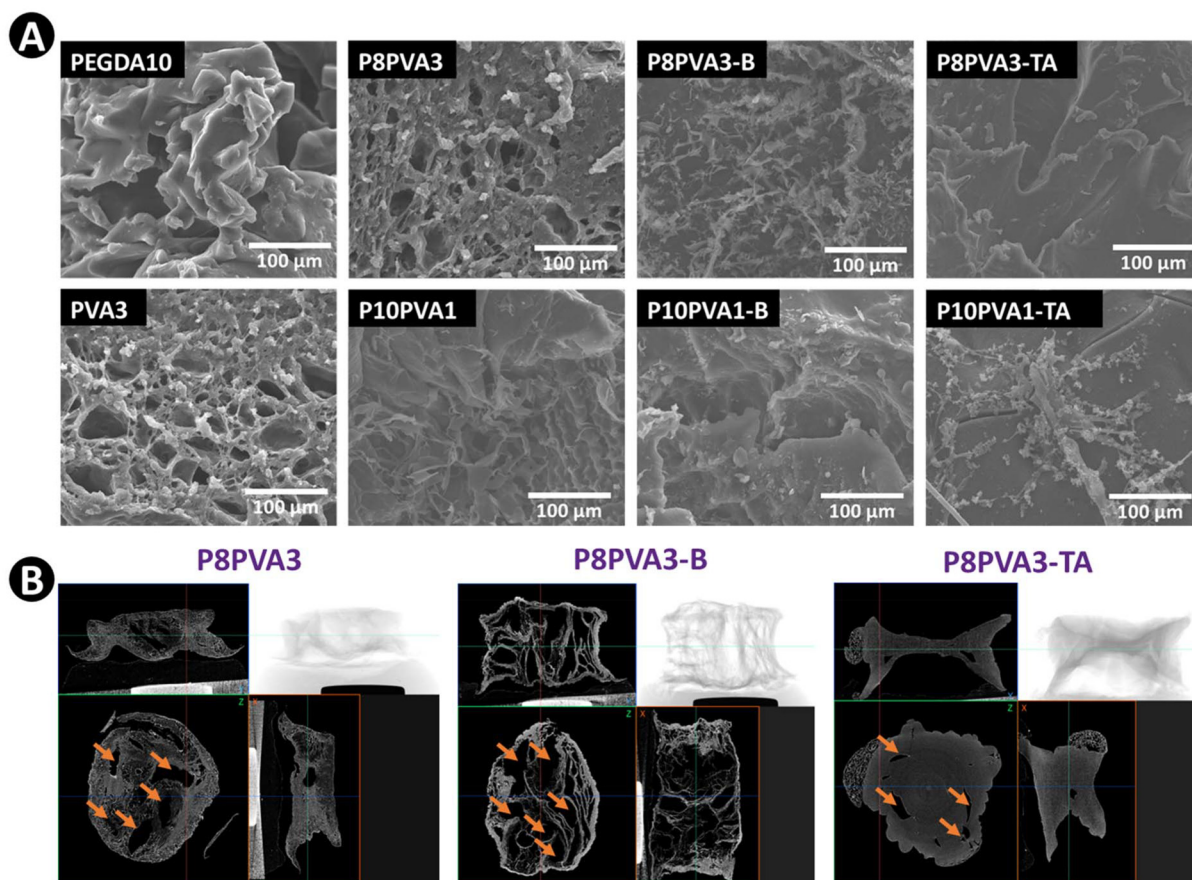 A
PEGDA10
P8PVA3
P8PVA3-B
P8PVA3-TA
100 µm
100 µm
100 µm
100 µm
PVA3
P10PVA1
P10PVA1-B
P10PVA1-TA
100 µm
100 µm
100 µm
100 µm
B
P8PVA3
P8PVA3-B
P8PVA3-TA
Z
X
Z
X
Z
X